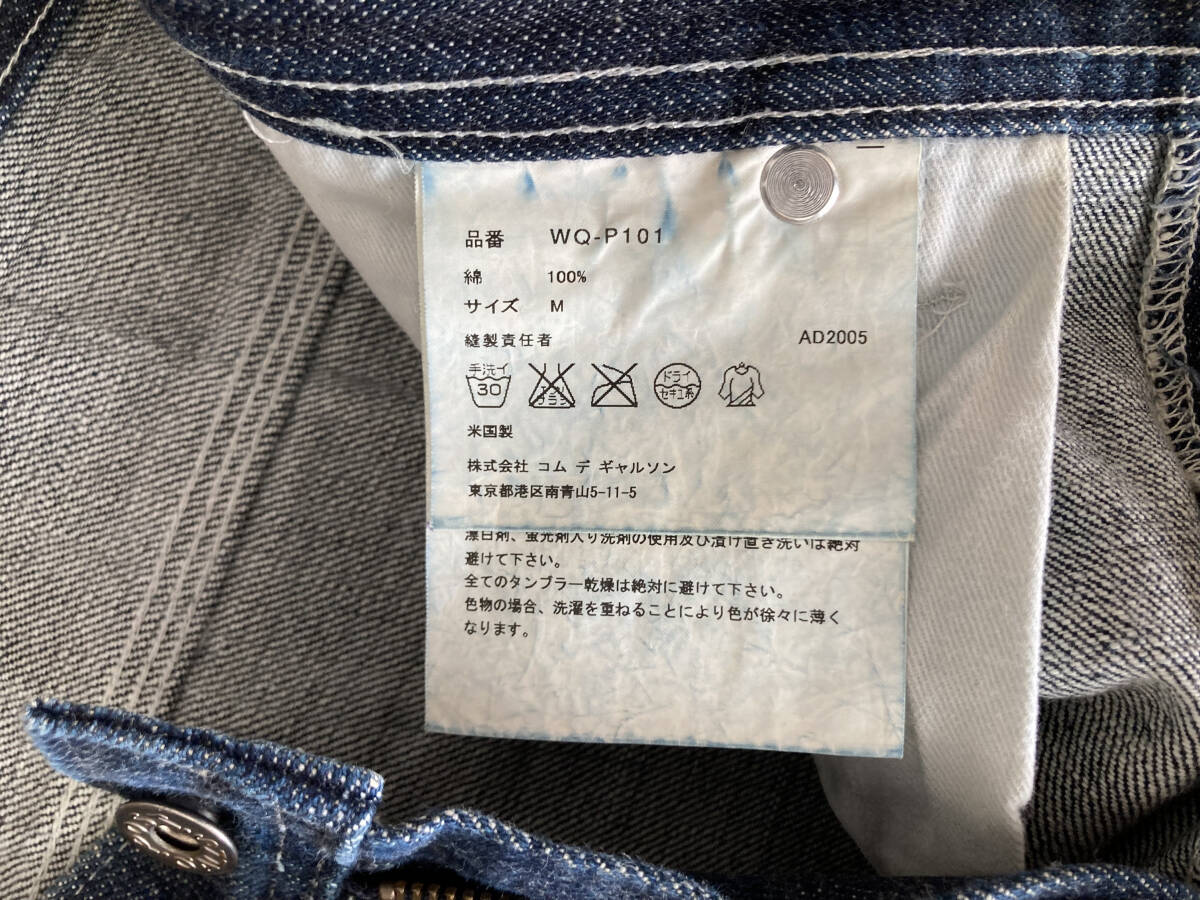 品番 WQ-P101
綿 100%
サイズ M
縫製責任者 AD2005
手洗イ 30 エンソ サラシ ドライ セキユ系
米国製
株式会社 コム デ ギャルソン
東京都港区南青山5-11-5
漂白剤、蛍光剤入り洗剤の使用及び漬け置き洗いは絶対
避けて下さい。
全てのタンブラー乾燥は絶対に避けて下さい。
色物の場合、洗濯を重ねることにより色が徐々に薄く
なります。